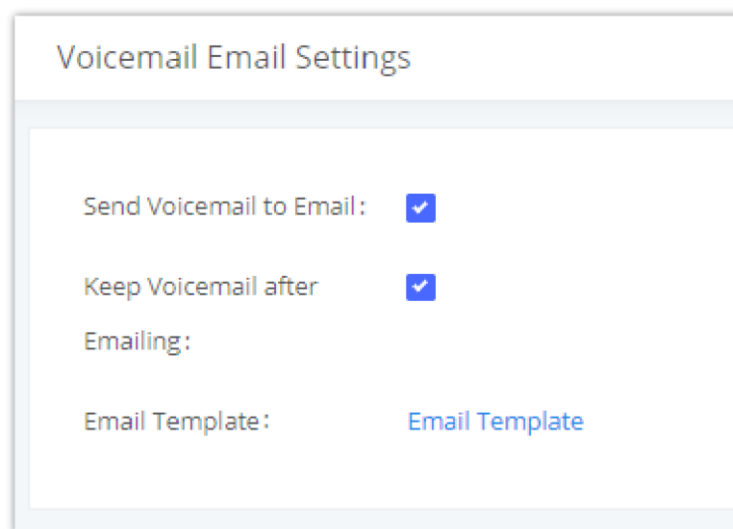 Voicemail Email Settings
Send Voicemail to Email:
Keep Voicemail after
Emailing:
Email Template: Email Template